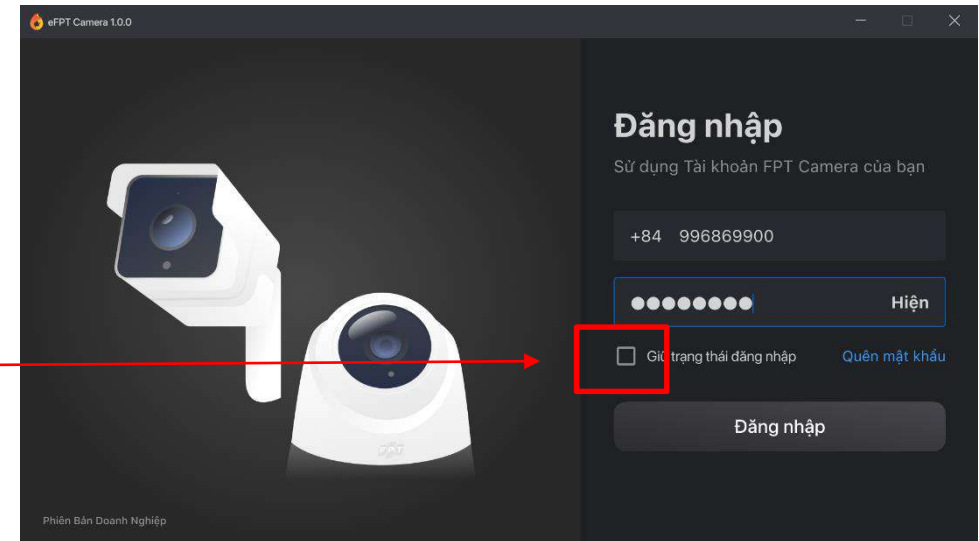 eFPT Camera 1.0.0
Đăng nhập
Sử dụng Tài khoản FPT Camera của bạn
+84 996869900
Hiện
Giữ trạng thái đăng nhập Quên mật khẩu
Đăng nhập
FPT
Phiên Bản Doanh Nghiệp